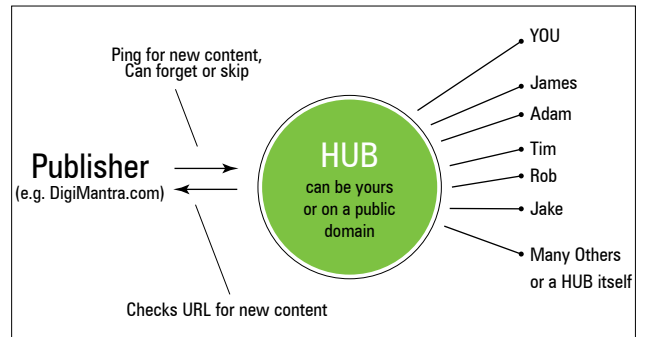 Ping for new content,
Can forget or skip
Publisher
(e.g. DigiMantra.com)
Checks URL for new content
HUB
can be yours
or on a public
domain
YOU
James
Adam
Tim
Rob
Jake
Many Others
or a HUB itself